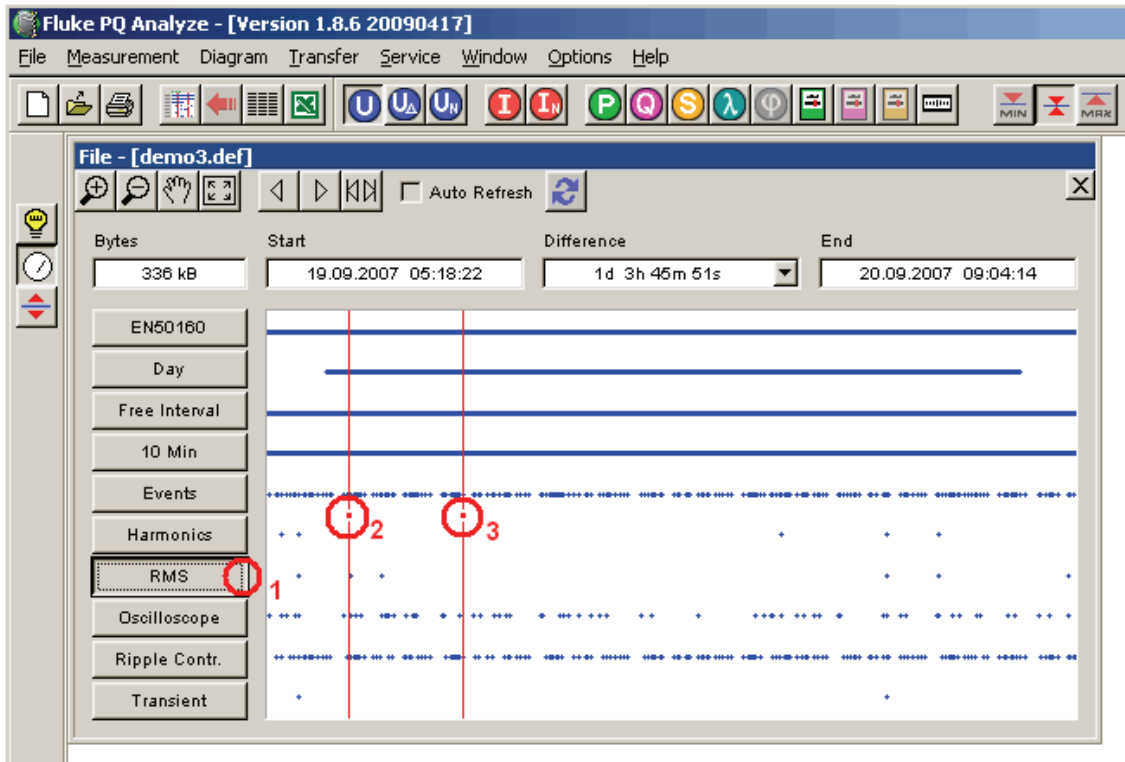 Fluke PQ Analyze - [Version 1.8.6 20090417]
File Measurement Diagram Transfer Service Window Options Help
U UΔ UN I IN P Q S λ φ MIN MAX
File - [demo3.def]
Auto Refresh
Bytes Start Difference End
336 kB 19.09.2007 05:18:22 1d 3h 45m 51s 20.09.2007 09:04:14
EN50160
Day
Free Interval
10 Min
Events
2 3
Harmonics
RMS 1
Oscilloscope
Ripple Contr.
Transient